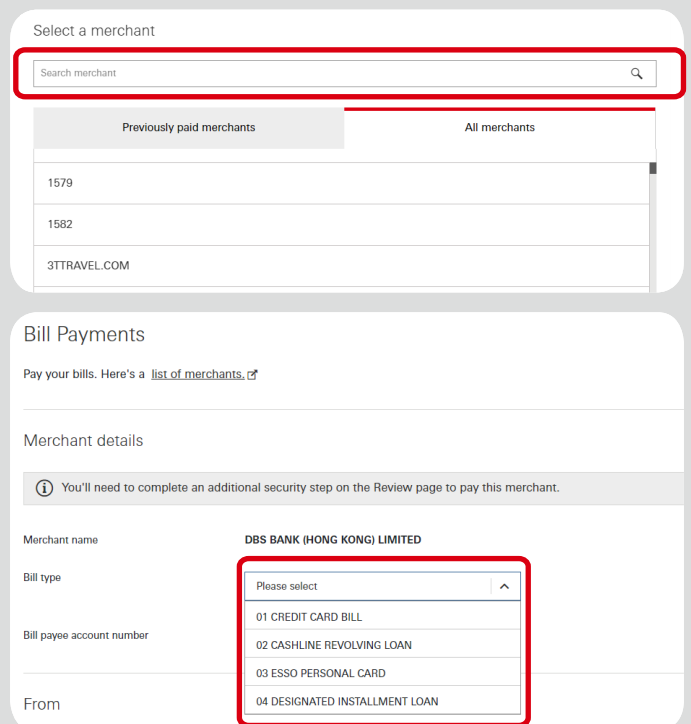 Select a merchant
Search merchant
Previously paid merchants
All merchants
1579
1582
3TTRAVEL.COM
Bill Payments
Pay your bills. Here's a list of merchants.
Merchant details
You'll need to complete an additional security step on the Review page to pay this merchant.
Merchant name DBS BANK (HONG KONG) LIMITED
Bill type Please select
01 CREDIT CARD BILL
02 CASHLINE REVOLVING LOAN
Bill payee account number
03 ESSO PERSONAL CARD
04 DESIGNATED INSTALLMENT LOAN
From